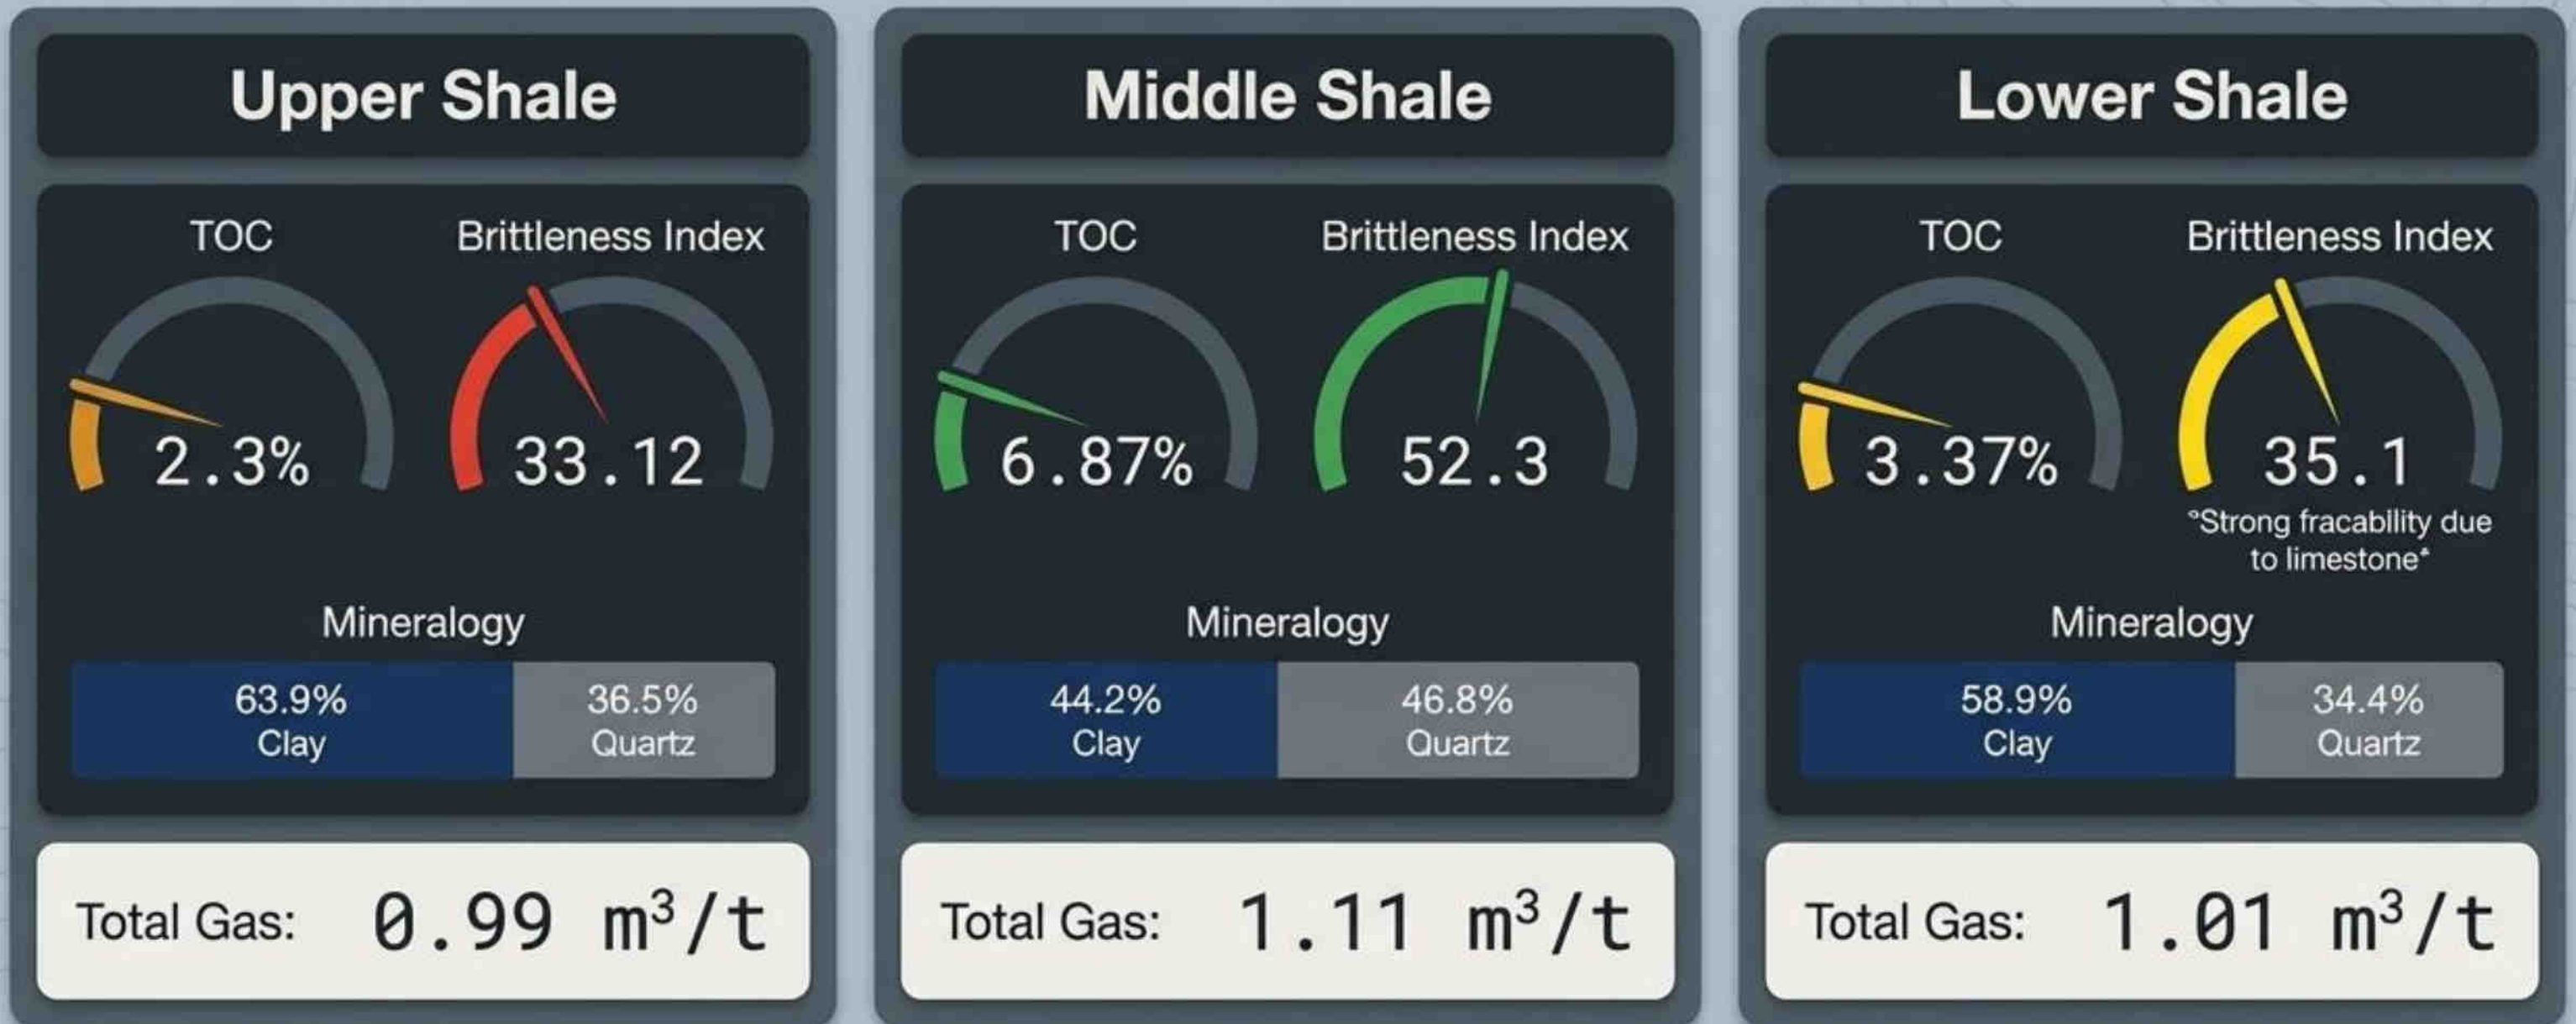 Upper Shale
TOC
Brittleness Index
2.3%
33.12
Mineralogy
63.9%
Clay
36.5%
Quartz
Total Gas: 0.99 m³/t
Middle Shale
TOC
Brittleness Index
6.87%
52.3
Mineralogy
44.2%
Clay
46.8%
Quartz
Total Gas: 1.11 m³/t
Lower Shale
TOC
Brittleness Index
3.37%
35.1
"Strong fracability due
to limestone"
Mineralogy
58.9%
Clay
34.4%
Quartz
Total Gas: 1.01 m³/t